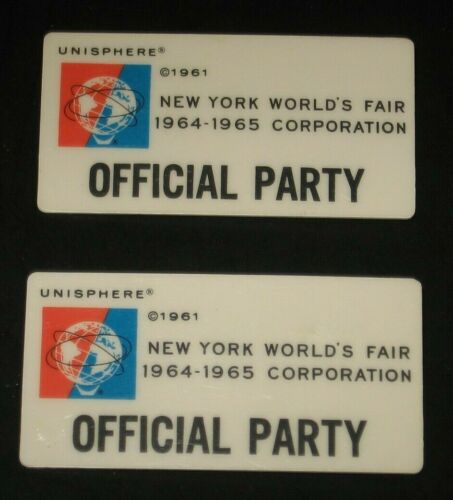 UNISPHERE®
©1961
NEW YORK WORLD'S FAIR
1964-1965 CORPORATION
OFFICIAL PARTY
UNISPHERE®
©1961
NEW YORK WORLD'S FAIR
1964-1965 CORPORATION
OFFICIAL PARTY